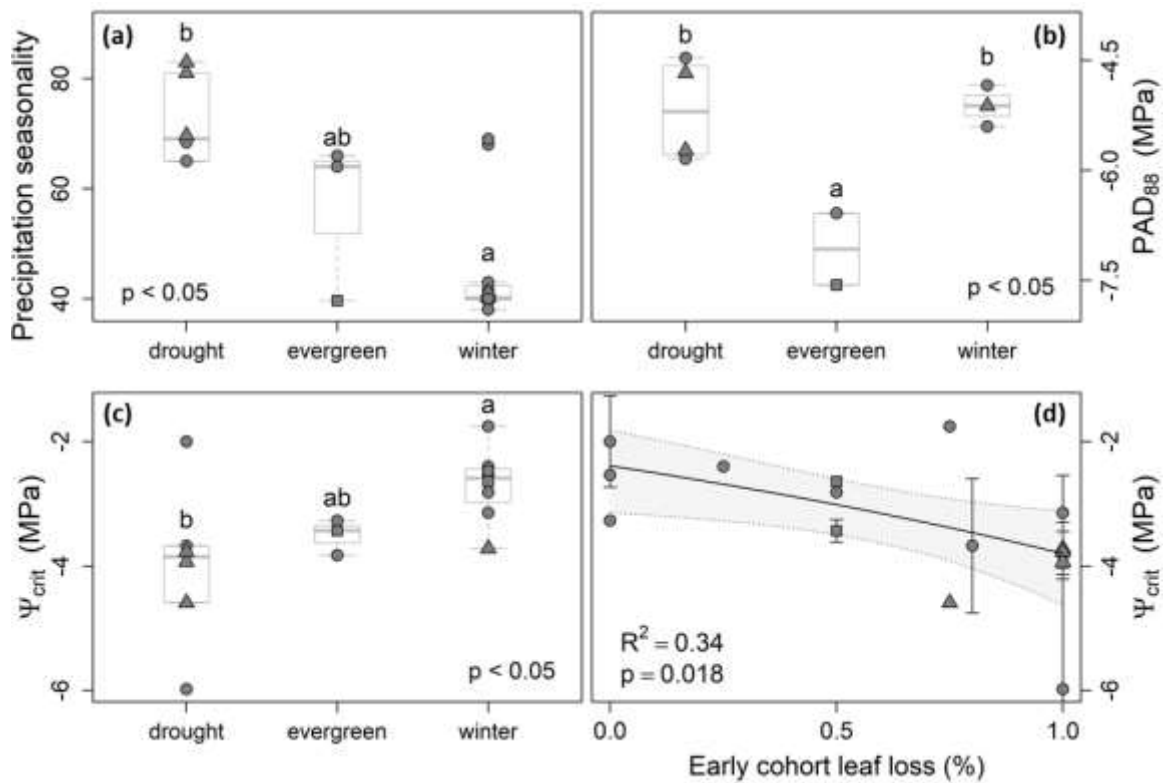 (a)
Precipitation seasonality
80
60
40
b
ab
a
p < 0.05
drought
evergreen
winter
(b)
PAD88 (MPa)
-4.5
-6.0
-7.5
b
a
b
p < 0.05
drought
evergreen
winter
(c)
Ψcrit (MPa)
-2
-4
-6
b
ab
a
p < 0.05
drought
evergreen
winter
(d)
Ψcrit (MPa)
-2
-4
-6
R² = 0.34
p = 0.018
0.0
0.5
1.0
Early cohort leaf loss (%)